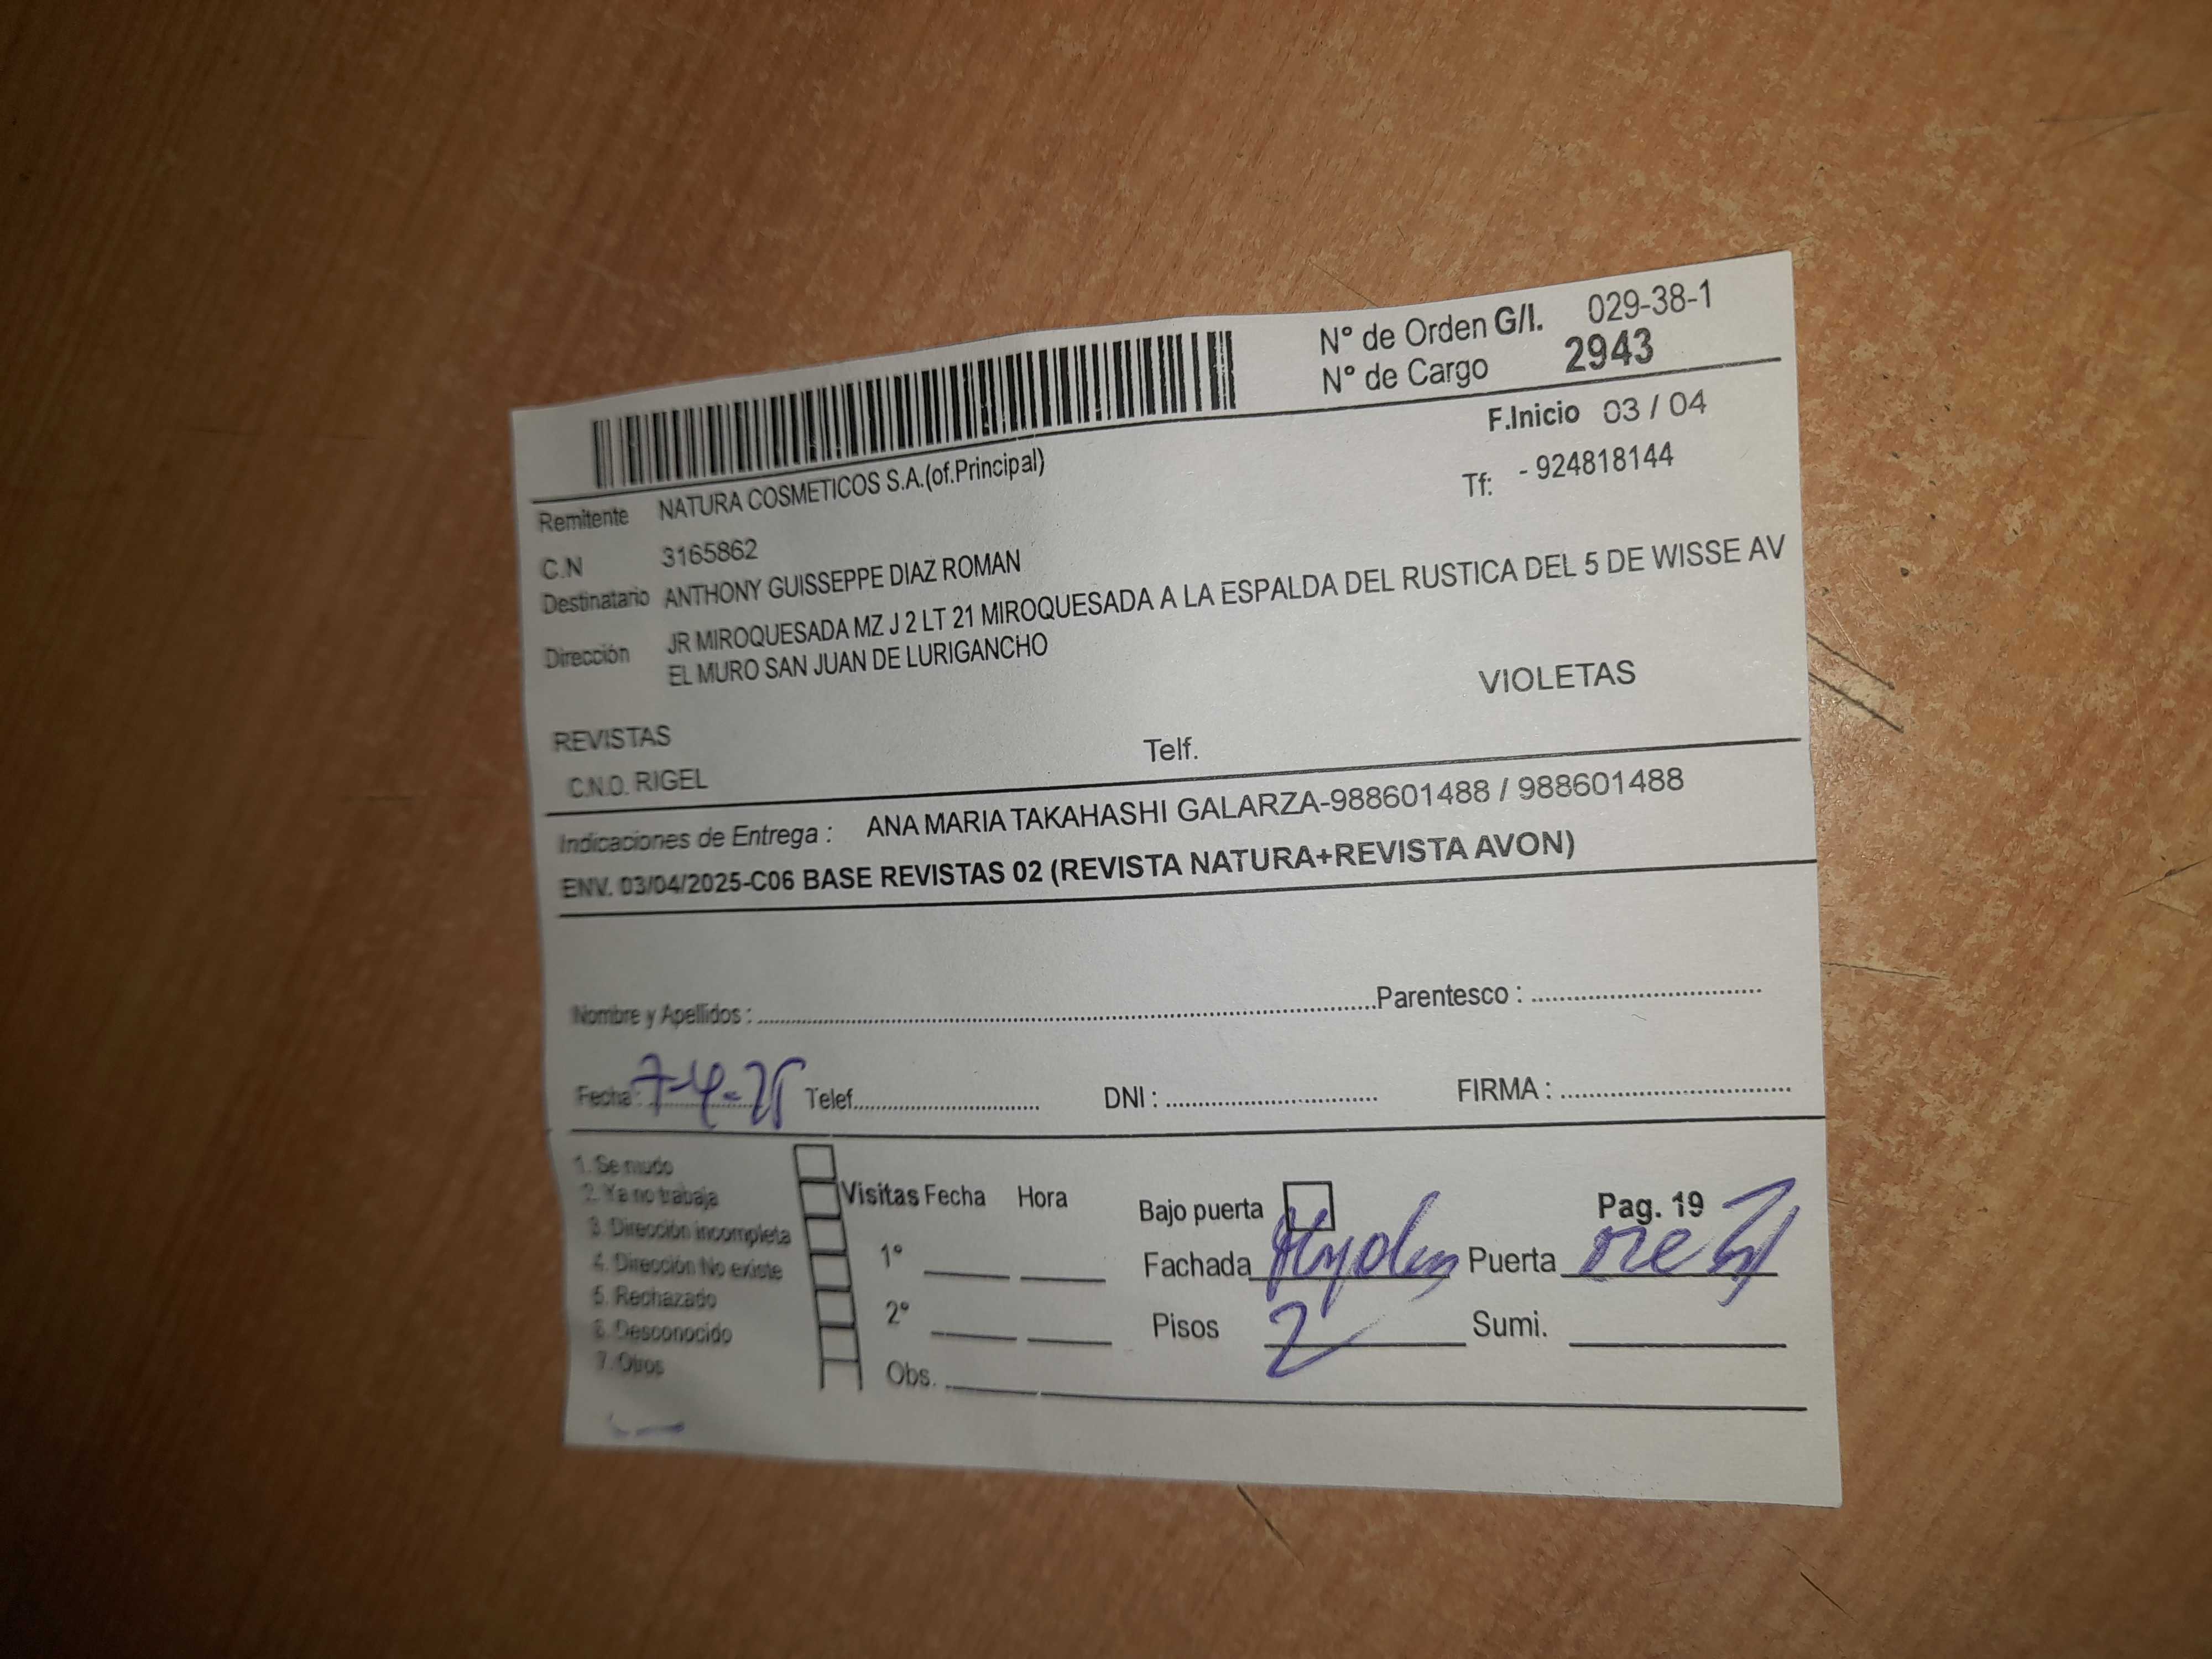 N° de Orden G/I. 029-38-1
N° de Cargo 2943
F.Inicio 03 / 04
Remitente NATURA COSMETICOS S.A.(of.Principal)
Tf: - 924818144
C.N 3165862
Destinatario ANTHONY GUISSEPPE DIAZ ROMAN
Dirección JR MIROQUESADA MZ J 2 LT 21 MIROQUESADA A LA ESPALDA DEL RUSTICA DEL 5 DE WISSE AV
EL MURO SAN JUAN DE LURIGANCHO
VIOLETAS
REVISTAS
C.N.O. RIGEL Telf.
Indicaciones de Entrega : ANA MARIA TAKAHASHI GALARZA-988601488 / 988601488
ENV. 03/04/2025-C06 BASE REVISTAS 02 (REVISTA NATURA+REVISTA AVON)
Nombre y Apellidos : Parentesco :
Fecha : 7-4-25 Telef. DNI : FIRMA :
1. Se mudo
2. Ya no trabaja
3. Dirección incompleta
4. Dirección No existe
5. Rechazado
6. Desconocido
7. Otros
Visitas Fecha Hora
1°
2°
Obs.
Bajo puerta Pag. 19
Fachada Puerta
Pisos 2 Sumi.